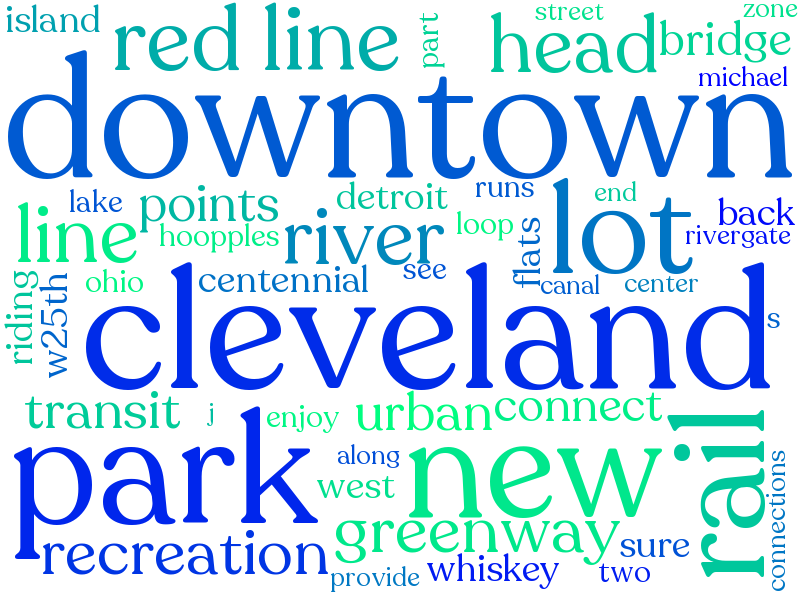 island
red line
part
street
zone
head
bridge
michael
downtown
lake
points
detroit
runs
end
lot
back
line
hoopples
river
loop
flats
rivergate
riding
w25th
ohio
centennial
see
canal
center
cleveland
s
transit
j
enjoy
urban
connect
rail
park
along
new
west
connections
greenway
recreation
sure
provide
whiskey
two